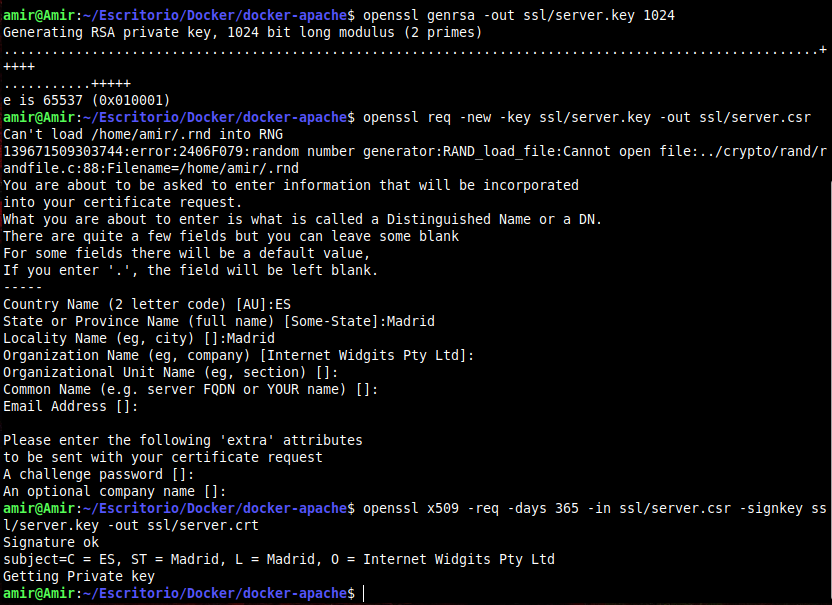 amir@Amir:~/Escritorio/Docker/docker-apache$ openssl genrsa -out ssl/server.key 1024
Generating RSA private key, 1024 bit long modulus (2 primes)
.......................................................................................................+
++++
...........+++++
e is 65537 (0x010001)
amir@Amir:~/Escritorio/Docker/docker-apache$ openssl req -new -key ssl/server.key -out ssl/server.csr
Can't load /home/amir/.rnd into RNG
139671509303744:error:2406F079:random number generator:RAND_load_file:Cannot open file:../crypto/rand/r
andfile.c:88:Filename=/home/amir/.rnd
You are about to be asked to enter information that will be incorporated
into your certificate request.
What you are about to enter is what is called a Distinguished Name or a DN.
There are quite a few fields but you can leave some blank
For some fields there will be a default value,
If you enter '.', the field will be left blank.
-----
Country Name (2 letter code) [AU]:ES
State or Province Name (full name) [Some-State]:Madrid
Locality Name (eg, city) []:Madrid
Organization Name (eg, company) [Internet Widgits Pty Ltd]:
Organizational Unit Name (eg, section) []:
Common Name (e.g. server FQDN or YOUR name) []:
Email Address []:

Please enter the following 'extra' attributes
to be sent with your certificate request
A challenge password []:
An optional company name []:
amir@Amir:~/Escritorio/Docker/docker-apache$ openssl x509 -req -days 365 -in ssl/server.csr -signkey ss
l/server.key -out ssl/server.crt
Signature ok
subject=C = ES, ST = Madrid, L = Madrid, O = Internet Widgits Pty Ltd
Getting Private key
amir@Amir:~/Escritorio/Docker/docker-apache$